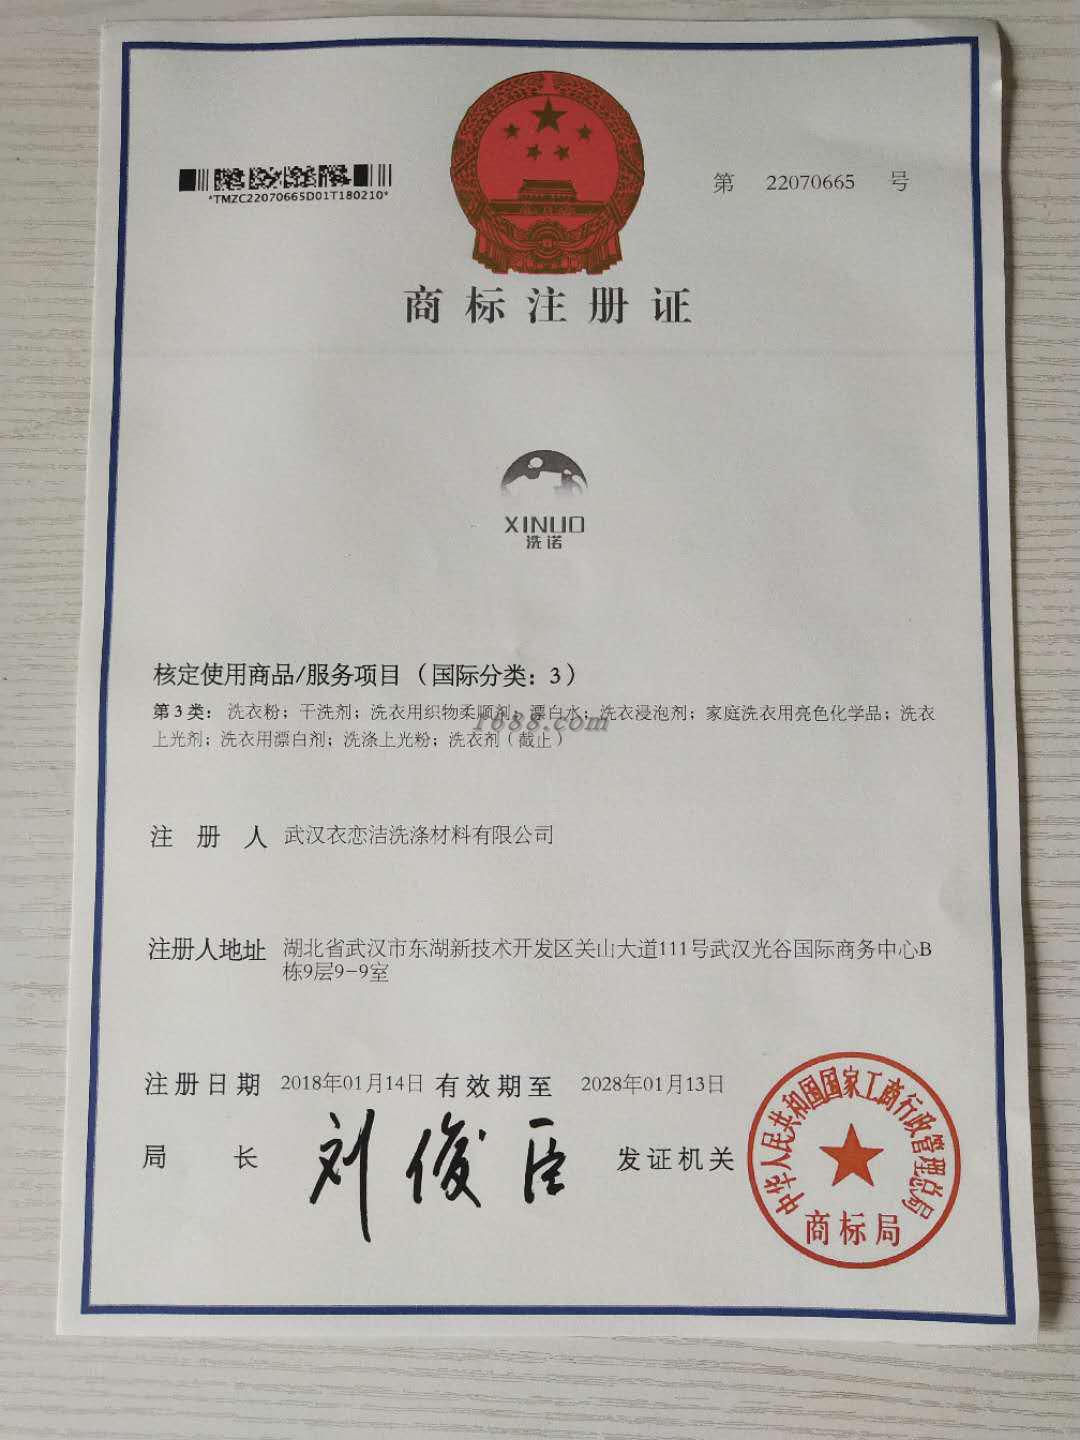 *TMZC22070665D01T180210*
第 22070665 号
商标注册证
XINUO
洗诺
核定使用商品/服务项目（国际分类：3）
第3类：洗衣粉；干洗剂；洗衣用织物柔顺剂；漂白水；洗衣浸泡剂；家庭洗衣用亮色化学品；洗衣
上光剂；洗衣用漂白剂；洗涤上光粉；洗衣剂（截止）
1688.com
注册人 武汉衣恋洁洗涤材料有限公司
注册人地址 湖北省武汉市东湖新技术开发区关山大道111号武汉光谷国际商务中心B
栋9层9-9室
注册日期 2018年01月14日 有效期至 2028年01月13日
局长 刘俊臣 发证机关
中华人民共和国国家工商行政管理总局
商标局